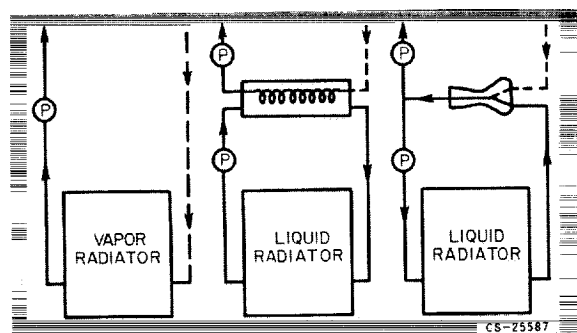 P
P
P
P
P
VAPOR
RADIATOR
LIQUID
RADIATOR
LIQUID
RADIATOR
CS-25587